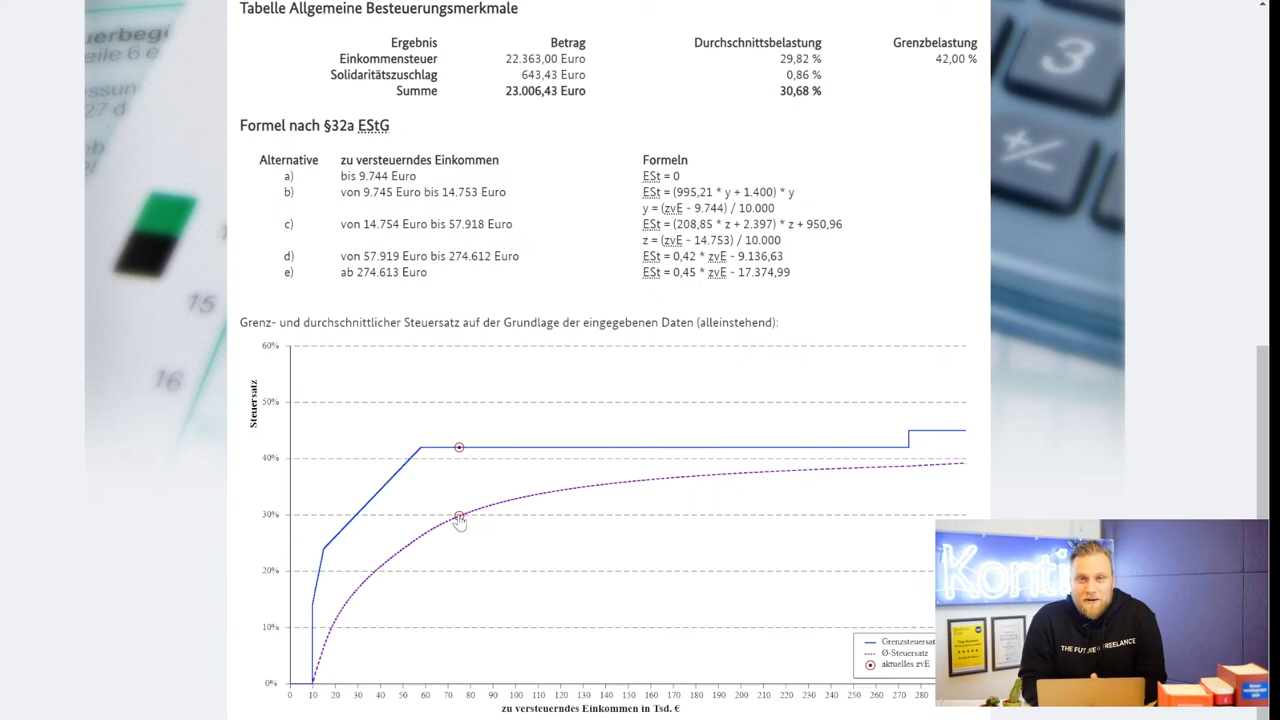 Tabelle Allgemeine Besteuerungsmerkmale
Ergebnis Betrag Durchschnittsbelastung Grenzbelastung
Einkommensteuer 22.363,00 Euro 29,82 % 42,00 %
Solidaritätszuschlag 643,43 Euro 0,86 %
Summe 23.006,43 Euro 30,68 %
Formel nach §32a EStG
Alternative zu versteuerndes Einkommen Formeln
a) bis 9.744 Euro ESt = 0
b) von 9.745 Euro bis 14.753 Euro ESt = (995,21 * y + 1.400) * y
y = (zvE - 9.744) / 10.000
c) von 14.754 Euro bis 57.918 Euro ESt = (208,85 * z + 2.397) * z + 950,96
z = (zvE - 14.753) / 10.000
d) von 57.919 Euro bis 274.612 Euro ESt = 0,42 * zvE - 9.136,63
e) ab 274.613 Euro ESt = 0,45 * zvE - 17.374,99
Grenz- und durchschnittlicher Steuersatz auf der Grundlage der eingegebenen Daten (alleinstehend):
Steuersatz
60%
50%
40%
30%
20%
10%
0%
0 10 20 30 40 50 60 70 80 90 100 110 120 130 140 150 160 170 180 190 200 210 220 230 240 250 260 270 280
zu versteuerndes Einkommen in Tsd. €
Grenzsteuersat
Ø-Steuersatz
aktuelles zvE
Konti
THE FUTURE OF FREELANCE
3
+/-
15
16